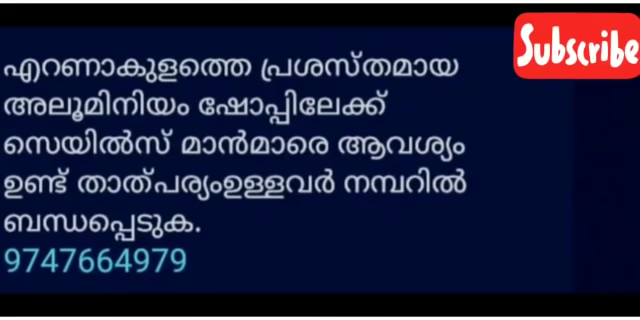 Subscribe
എറണാകുളത്തെ പ്രശസ്തമായ
അലൂമിനിയം ഷോപ്പിലേക്ക്
സെയിൽസ് മാൻമാരെ ആവശ്യം
ഉണ്ട് താത്പര്യംഉള്ളവർ നമ്പറിൽ
ബന്ധപ്പെടുക.
9747664979